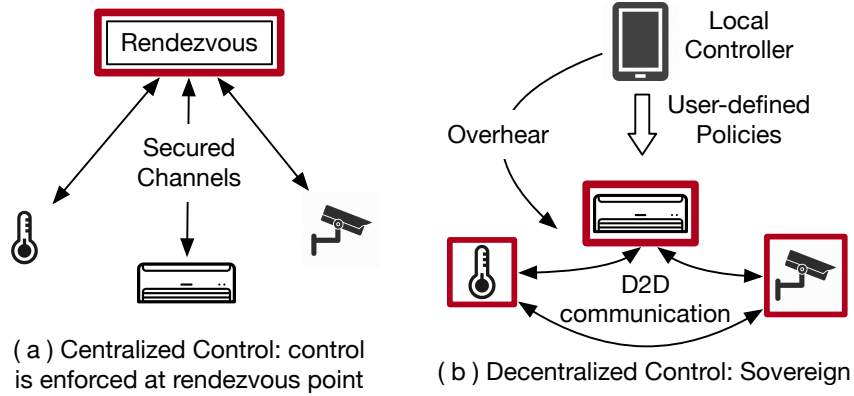 Rendezvous
Secured
Channels
( a ) Centralized Control: control
is enforced at rendezvous point
Local
Controller
User-defined
Policies
Overhear
D2D
communication
( b ) Decentralized Control: Sovereign